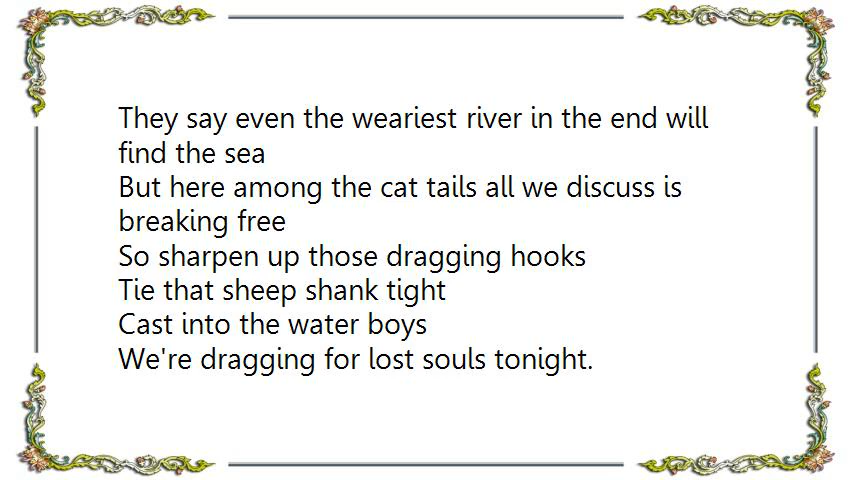 They say even the weariest river in the end will
find the sea
But here among the cat tails all we discuss is
breaking free
So sharpen up those dragging hooks
Tie that sheep shank tight
Cast into the water boys
We're dragging for lost souls tonight.